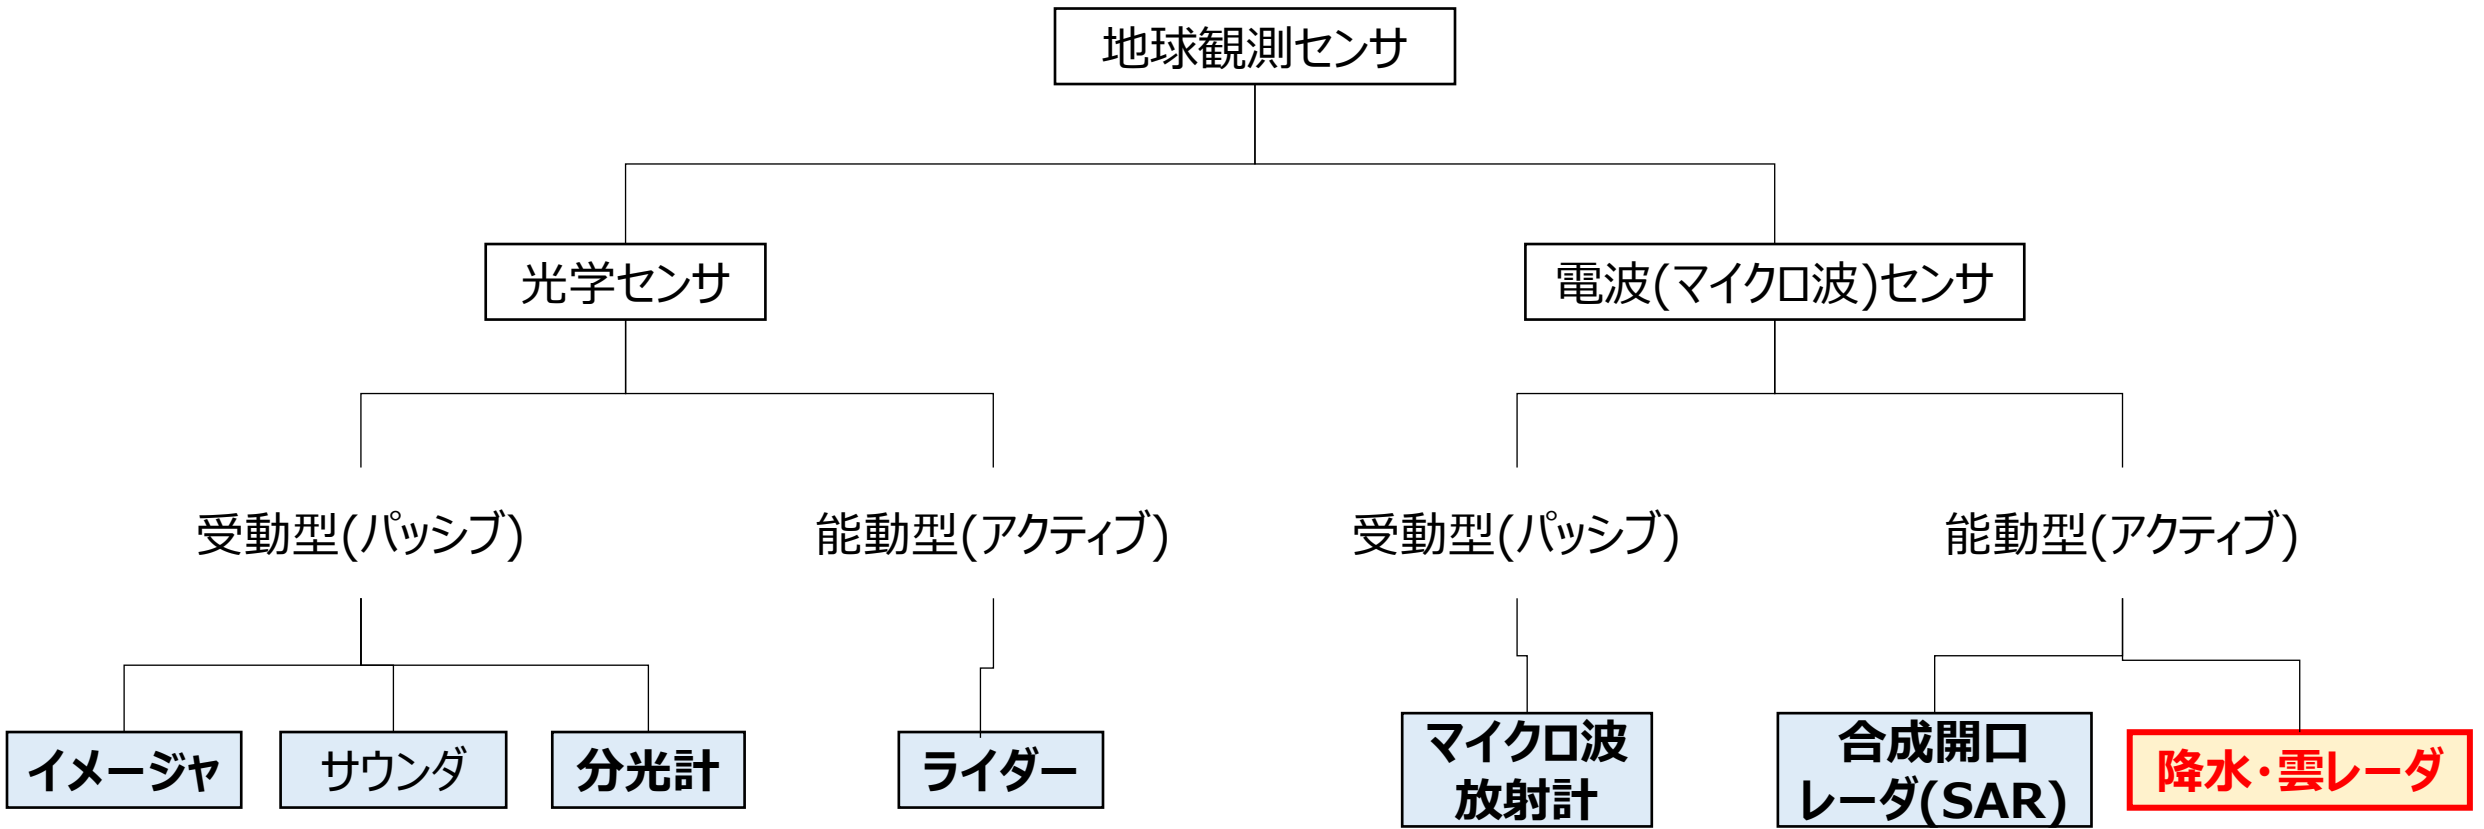 地球観測センサ
光学センサ
電波(マイクロ波)センサ
受動型(パッシブ)
能動型(アクティブ)
受動型(パッシブ)
能動型(アクティブ)
イメージャ
サウンダ
分光計
ライダー
マイクロ波
放射計
合成開口
レーダ(SAR)
降水・雲レーダ